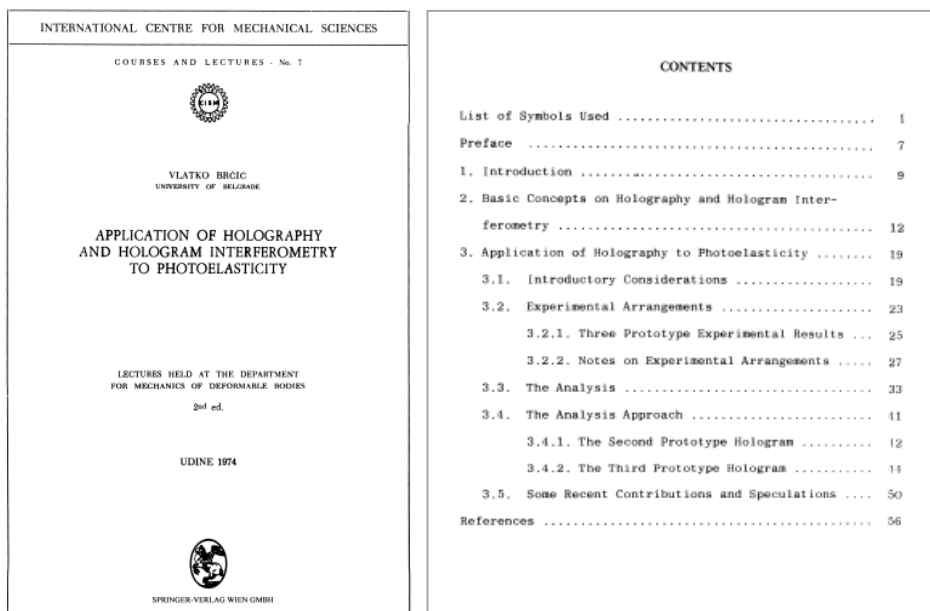 INTERNATIONAL CENTRE FOR MECHANICAL SCIENCES
COURSES AND LECTURES - No. 7
CISM
VLATKO BRČIC
UNIVERSITY OF BELGRADE
APPLICATION OF HOLOGRAPHY
AND HOLOGRAM INTERFEROMETRY
TO PHOTOELASTICITY
LECTURES HELD AT THE DEPARTMENT
FOR MECHANICS OF DEFORMABLE BODIES
2nd ed.
UDINE 1974
SPRINGER-VERLAG WIEN GMBH
CONTENTS
List of Symbols Used .................................. 1
Preface .............................................. 7
1. Introduction ....................................... 9
2. Basic Concepts on Holography and Hologram Inter-
ferometry .......................................... 12
3. Application of Holography to Photoelasticity ........ 19
3.1. Introductory Considerations ................... 19
3.2. Experimental Arrangements ..................... 23
3.2.1. Three Prototype Experimental Results ... 25
3.2.2. Notes on Experimental Arrangements ..... 27
3.3. The Analysis .................................. 33
3.4. The Analysis Approach ......................... 41
3.4.1. The Second Prototype Hologram .......... 12
3.4.2. The Third Prototype Hologram ........... 44
3.5. Some Recent Contributions and Speculations .... 50
References ............................................ 56